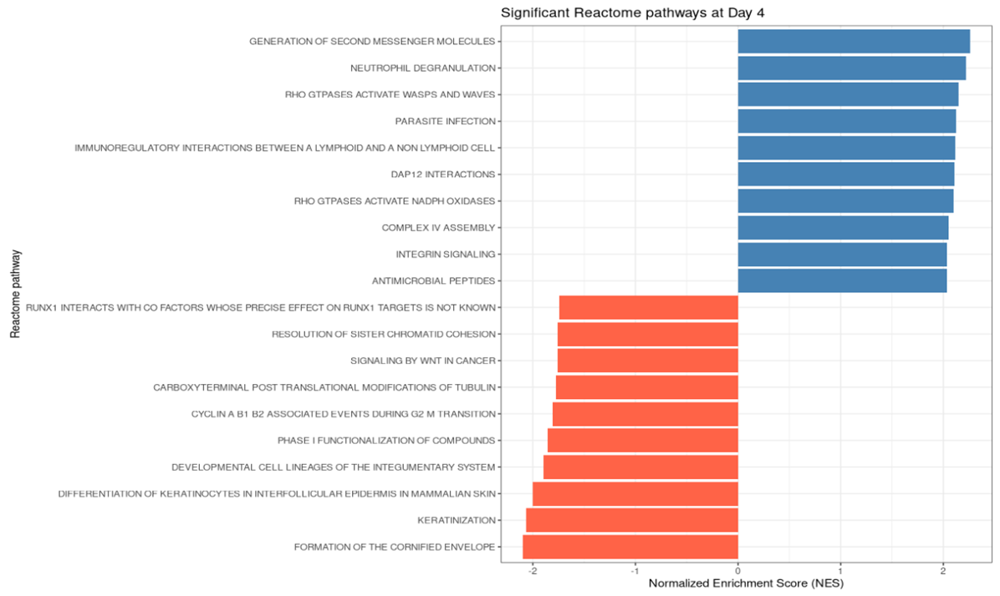 Significant Reactome pathways at Day 4
GENERATION OF SECOND MESSENGER MOLECULES
NEUTROPHIL DEGRANULATION
RHO GTPASES ACTIVATE WASPS AND WAVES
PARASITE INFECTION
IMMUNOREGULATORY INTERACTIONS BETWEEN A LYMPHOID AND A NON LYMPHOID CELL
DAP12 INTERACTIONS
RHO GTPASES ACTIVATE NADPH OXIDASES
COMPLEX IV ASSEMBLY
INTEGRIN SIGNALING
ANTIMICROBIAL PEPTIDES
RUNX1 INTERACTS WITH CO FACTORS WHOSE PRECISE EFFECT ON RUNX1 TARGETS IS NOT KNOWN
RESOLUTION OF SISTER CHROMATID COHESION
SIGNALING BY WNT IN CANCER
CARBOXYTERMINAL POST TRANSLATIONAL MODIFICATIONS OF TUBULIN
CYCLIN A B1 B2 ASSOCIATED EVENTS DURING G2 M TRANSITION
PHASE I FUNCTIONALIZATION OF COMPOUNDS
DEVELOPMENTAL CELL LINEAGES OF THE INTEGUMENTARY SYSTEM
DIFFERENTIATION OF KERATINOCYTES IN INTERFOLLICULAR EPIDERMIS IN MAMMALIAN SKIN
KERATINIZATION
FORMATION OF THE CORNIFIED ENVELOPE
Reactome pathway
-2 -1 0 1 2
Normalized Enrichment Score (NES)